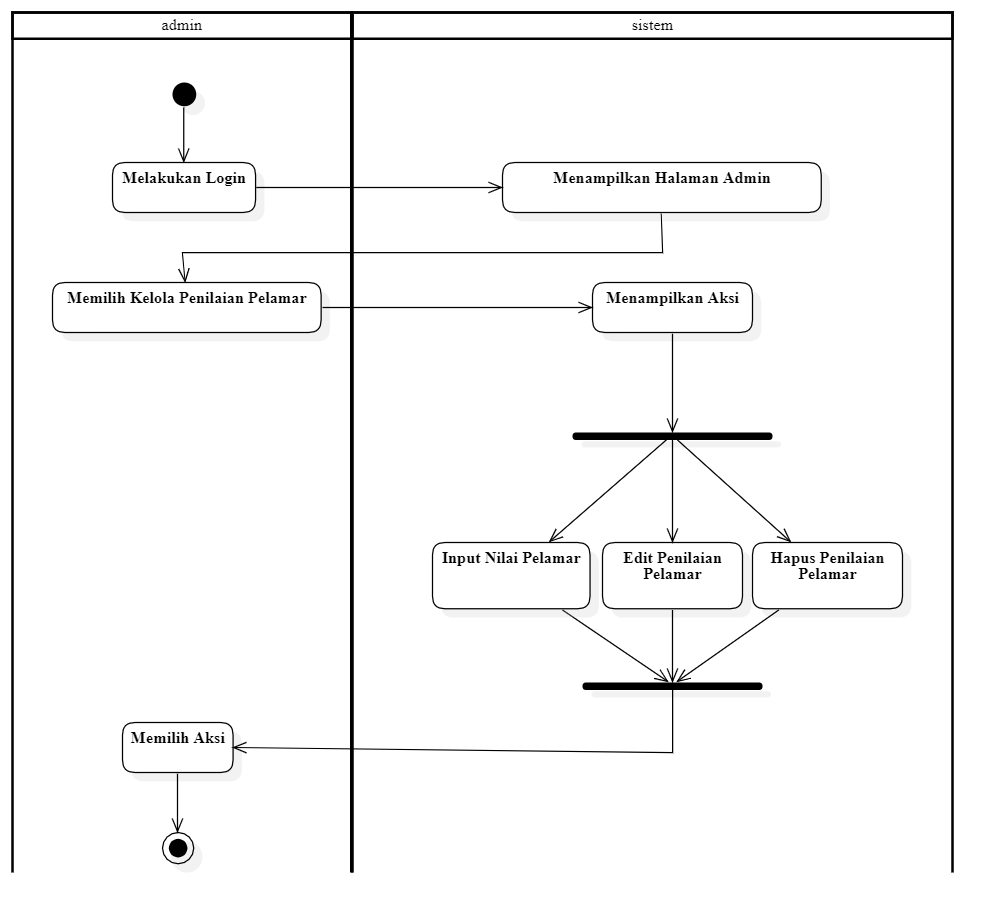 admin
sistem
Melakukan Login
Menampilkan Halaman Admin
Memilih Kelola Penilaian Pelamar
Menampilkan Aksi
Input Nilai Pelamar
Edit Penilaian
Pelamar
Hapus Penilaian
Pelamar
Memilih Aksi